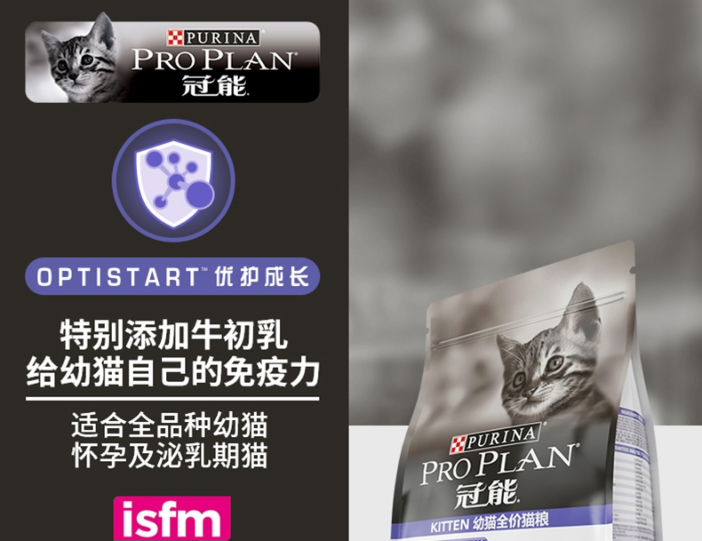 PURINA
PRO PLAN
冠能
OPTISTART™ 优护成长
特别添加牛初乳
给幼猫自己的免疫力
适合全品种幼猫
怀孕及泌乳期猫
isfm
PURINA
PRO PLAN
冠能
KITTEN 幼猫全价猫粮